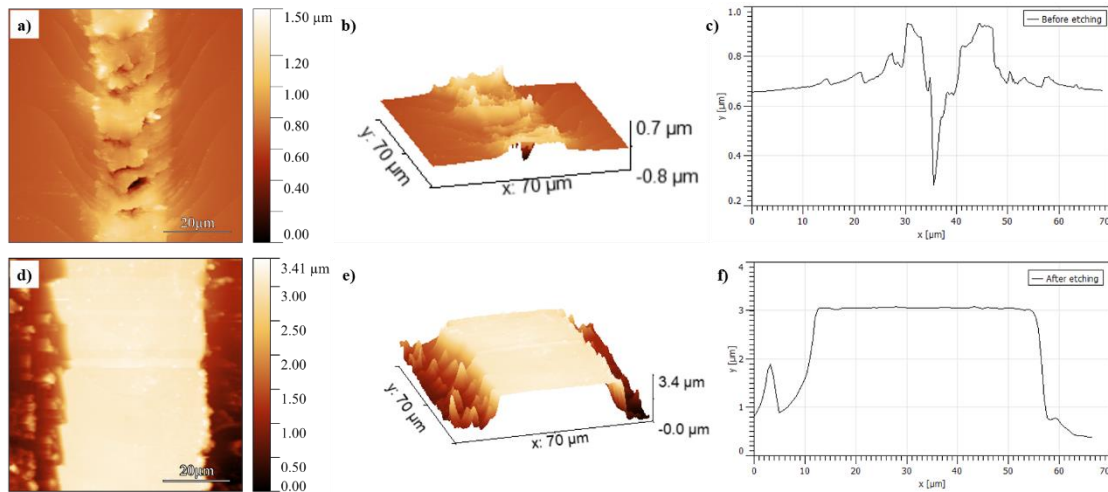 a)
1.50 µm
1.20
1.00
0.80
0.60
0.40
0.20
0.00
20µm
b)
0.7 µm
-0.8 µm
y: 70 µm
x: 70 µm
c)
Before etching
1.0
0.8
0.6
0.4
0.2
y [µm]
0 10 20 30 40 50 60
x [µm]
d)
3.41 µm
3.00
2.50
2.00
1.50
1.00
0.50
0.00
20µm
e)
3.4 µm
-0.0 µm
y: 70 µm
x: 70 µm
f)
After etching
4
3
2
1
0
y [µm]
0 10 20 30 40 50 60
x [µm]